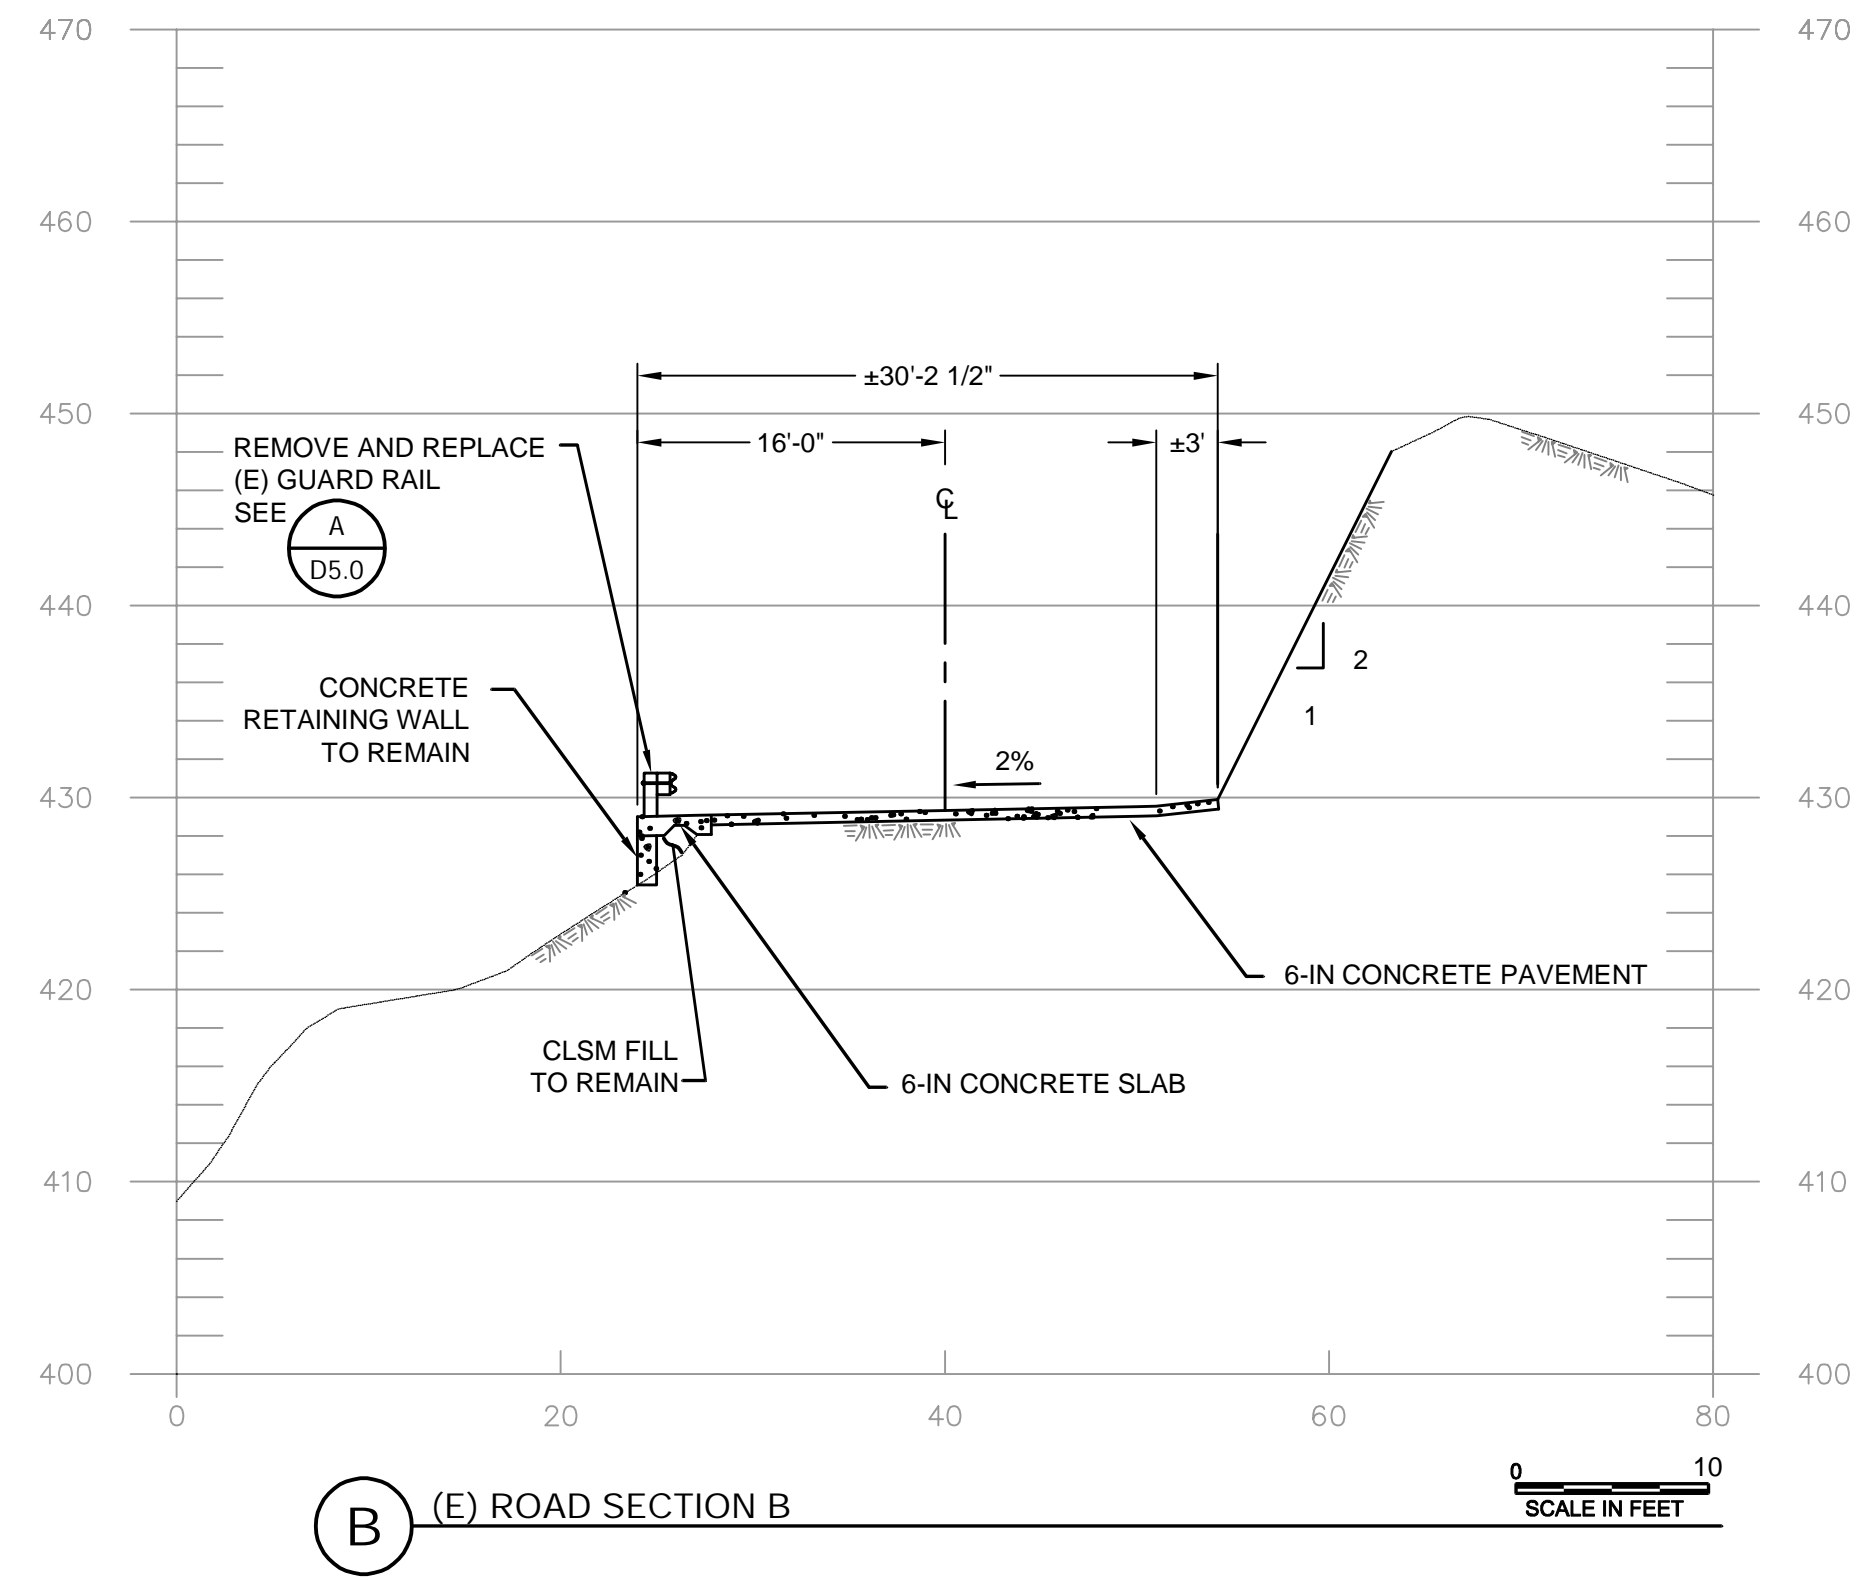 470
470
460
460
±30'-2 1/2"
450
450
16'-0"
±3'
REMOVE AND REPLACE
(E) GUARD RAIL
SEE
A
D5.0
℄
440
440
2
1
CONCRETE
RETAINING WALL
TO REMAIN
2%
430
430
6-IN CONCRETE PAVEMENT
420
420
CLSM FILL
TO REMAIN
6-IN CONCRETE SLAB
410
410
400
400
0
20
40
60
80
0
10
SCALE IN FEET
B
(E) ROAD SECTION B